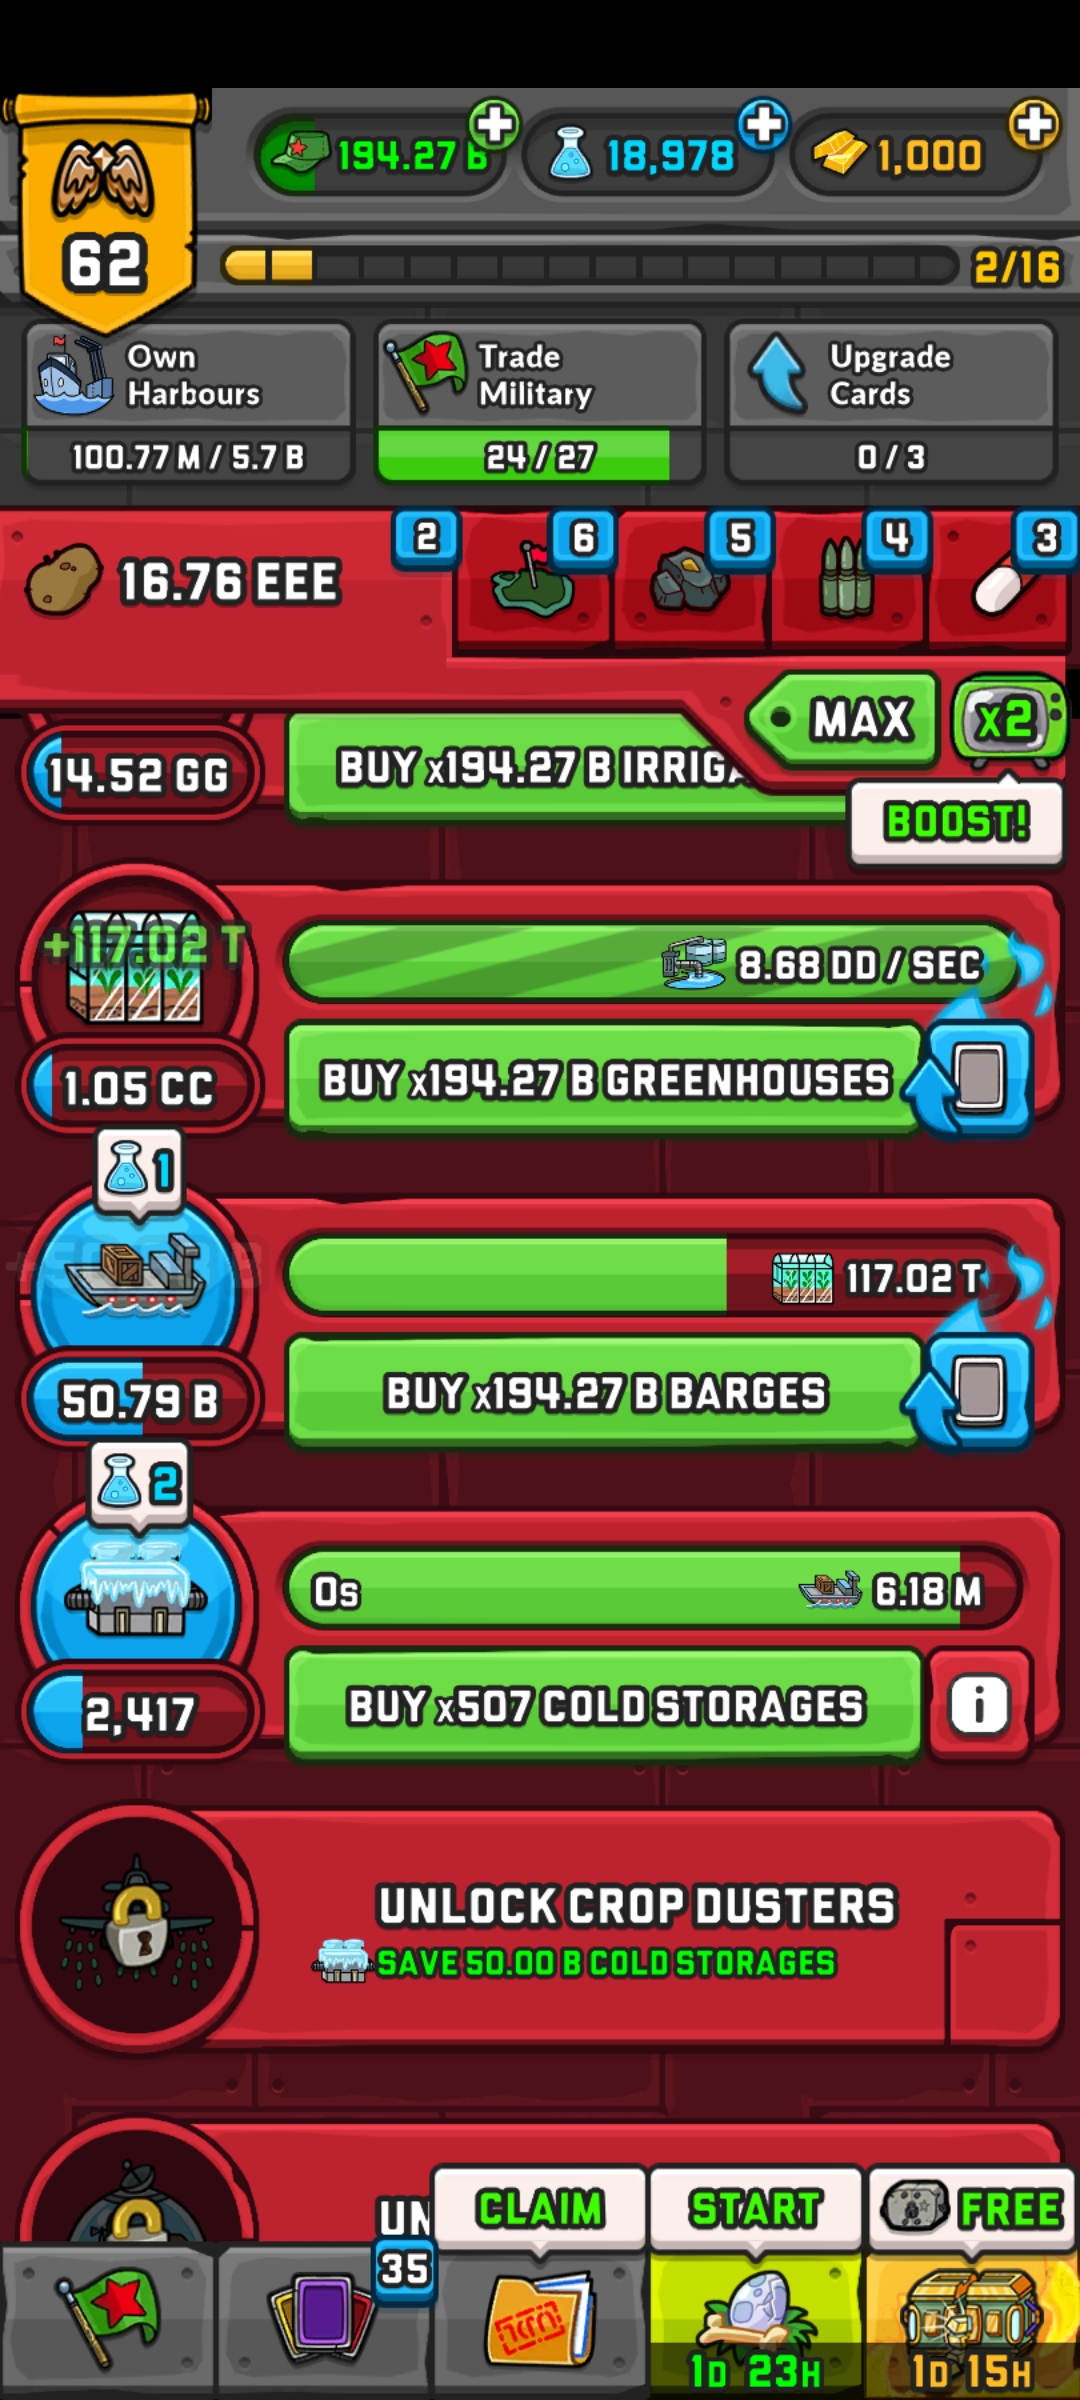 194.27 B
18,978
1,000
62
2/16
Own
Harbours
Trade
Military
Upgrade
Cards
100.77 M / 5.7 B
24 / 27
0 / 3
16.76 EEE
2
6
5
4
3
MAX
x2
14.52 GG
BUY x194.27 B
BOOST!
+117.02 T
8.68 DD / SEC
1.05 CC
BUY x194.27 B GREENHOUSES
1
117.02 T
50.79 B
BUY x194.27 B BARGES
2
0s
6.18 M
2,417
BUY x507 COLD STORAGES
i
UNLOCK CROP DUSTERS
SAVE 50.00 B COLD STORAGES
UN
CLAIM
START
FREE
35
1D 23H
1D 15H